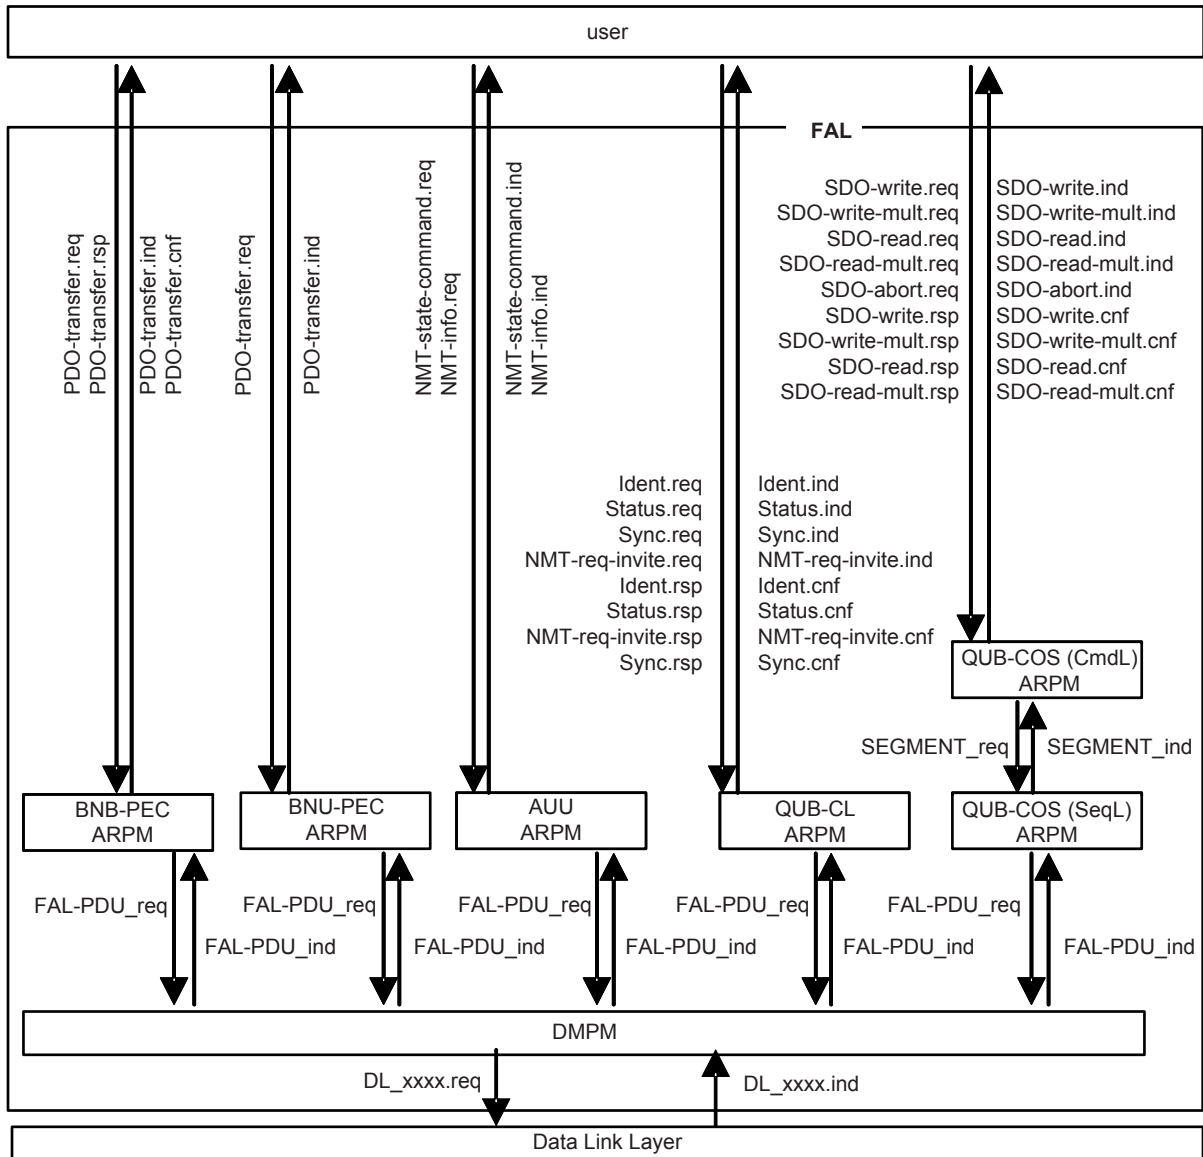 user
FAL
PDO-transfer.req
PDO-transfer.rsp
PDO-transfer.ind
PDO-transfer.cnf
PDO-transfer.req
PDO-transfer.ind
NMT-state-command.req
NMT-info.req
NMT-state-command.ind
NMT-info.ind
SDO-write.req
SDO-write-mult.req
SDO-read.req
SDO-read-mult.req
SDO-abort.req
SDO-write.rsp
SDO-write-mult.rsp
SDO-read.rsp
SDO-read-mult.rsp
SDO-write.ind
SDO-write-mult.ind
SDO-read.ind
SDO-read-mult.ind
SDO-abort.ind
SDO-write.cnf
SDO-write-mult.cnf
SDO-read.cnf
SDO-read-mult.cnf
Ident.req
Status.req
Sync.req
NMT-req-invite.req
Ident.rsp
Status.rsp
NMT-req-invite.rsp
Sync.rsp
Ident.ind
Status.ind
Sync.ind
NMT-req-invite.ind
Ident.cnf
Status.cnf
NMT-req-invite.cnf
Sync.cnf
QUB-COS (CmdL)
ARPM
SEGMENT_req
SEGMENT_ind
BNB-PEC
ARPM
BNU-PEC
ARPM
AUU
ARPM
QUB-CL
ARPM
QUB-COS (SeqL)
ARPM
FAL-PDU_req
FAL-PDU_ind
FAL-PDU_req
FAL-PDU_ind
FAL-PDU_req
FAL-PDU_ind
FAL-PDU_req
FAL-PDU_ind
FAL-PDU_req
FAL-PDU_ind
DMPM
DL_xxxx.req
DL_xxxx.ind
Data Link Layer